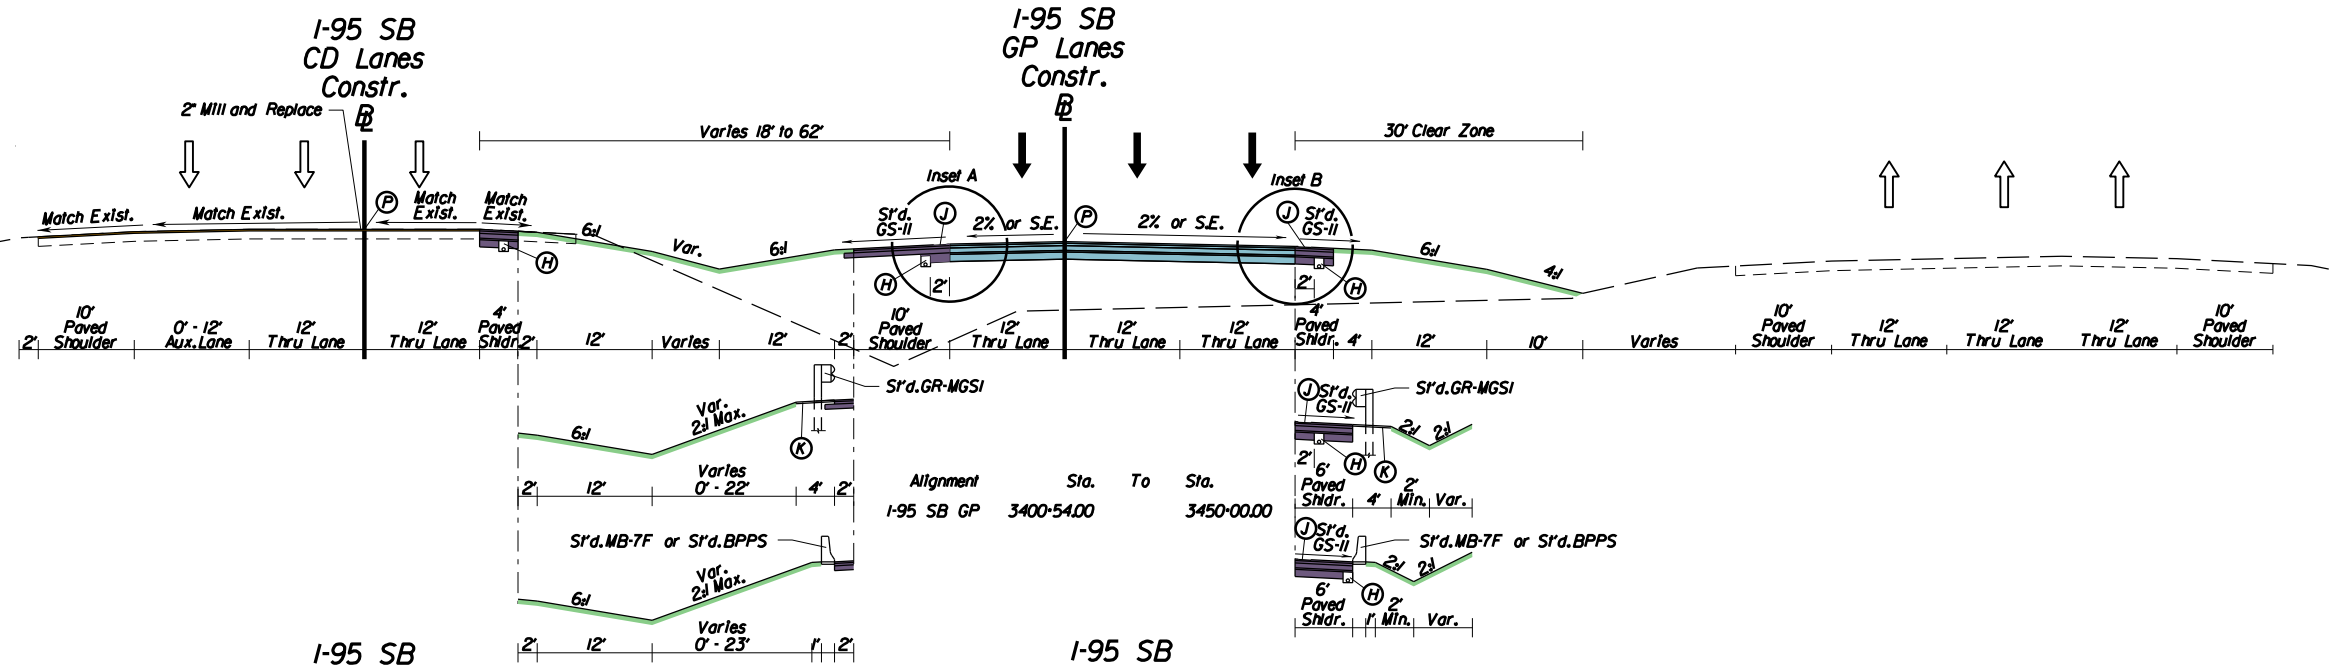 I-95 SB
CD Lanes
Constr.
BL
I-95 SB
GP Lanes
Constr.
BL
2" Mill and Replace
Varies 18' to 62'
30' Clear Zone
Inset A
Inset B
Match Exist.
Match Exist.
P
Match
Exist.
Match
Exist.
6:1
Var.
6:1
St'd.
GS-11
J
2% or S.E.
P
2% or S.E.
J
St'd.
GS-11
6:1
4:1
H
H
2'
2'
H
2'
10'
Paved
Shoulder
0' - 12'
Aux. Lane
12'
Thru Lane
12'
Thru Lane
4'
Paved
Shldr.
2'
12'
Varies
12'
2'
10'
Paved
Shoulder
12'
Thru Lane
12'
Thru Lane
12'
Thru Lane
4'
Paved
Shldr.
4'
12'
10'
Varies
10'
Paved
Shoulder
12'
Thru Lane
12'
Thru Lane
12'
Thru Lane
10'
Paved
Shoulder
St'd. GR-MGS1
6:1
Var.
2:1 Max.
K
2'
12'
Varies
0' - 22'
4'
2'
J
St'd.
GS-11
St'd. GR-MGS1
2:1
2:1
2'
H
K
6'
Paved
Shldr.
4'
2'
Min.
Var.
Alignment Sta. To Sta.
I-95 SB GP 3400+54.00 3450+00.00
St'd. MB-7F or St'd. BPPS
6:1
Var.
2:1 Max.
2'
12'
Varies
0' - 23'
1'
2'
J
St'd.
GS-11
St'd. MB-7F or St'd. BPPS
2:1
2:1
H
6'
Paved
Shldr.
1'
2'
Min.
Var.
I-95 SB
I-95 SB